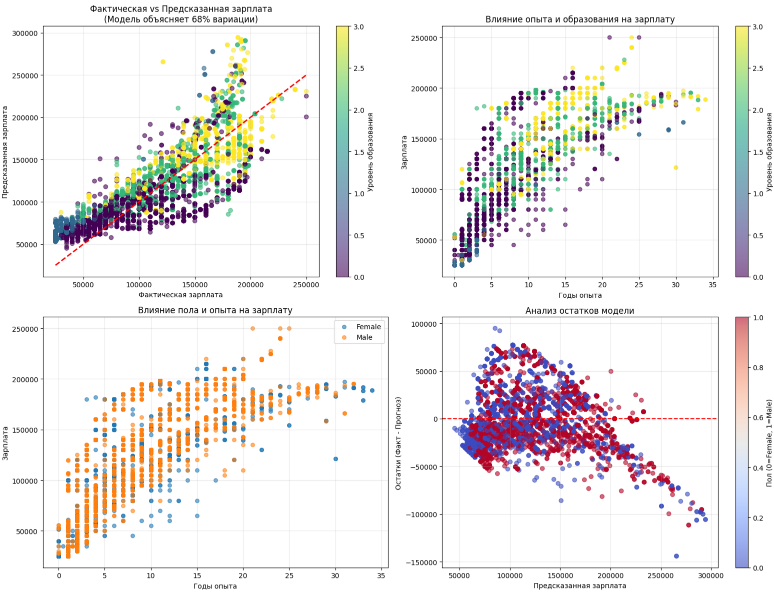 Фактическая vs Предсказанная зарплата
(Модель объясняет 68% вариации)
300000
250000
200000
150000
100000
50000
Предсказанная зарплата
50000 100000 150000 200000 250000
Фактическая зарплата
3.0
2.5
2.0
1.5
1.0
0.5
0.0
Уровень образования
Влияние опыта и образования на зарплату
250000
200000
150000
100000
50000
Зарплата
0 5 10 15 20 25 30 35
Годы опыта
3.0
2.5
2.0
1.5
1.0
0.5
0.0
Уровень образования
Влияние пола и опыта на зарплату
Female
Male
250000
200000
150000
100000
50000
Зарплата
0 5 10 15 20 25 30 35
Годы опыта
Анализ остатков модели
100000
50000
0
−50000
−100000
−150000
Остатки (Факт - Прогноз)
50000 100000 150000 200000 250000 300000
Предсказанная зарплата
1.0
0.8
0.6
0.4
0.2
0.0
Пол (0=Female, 1=Male)